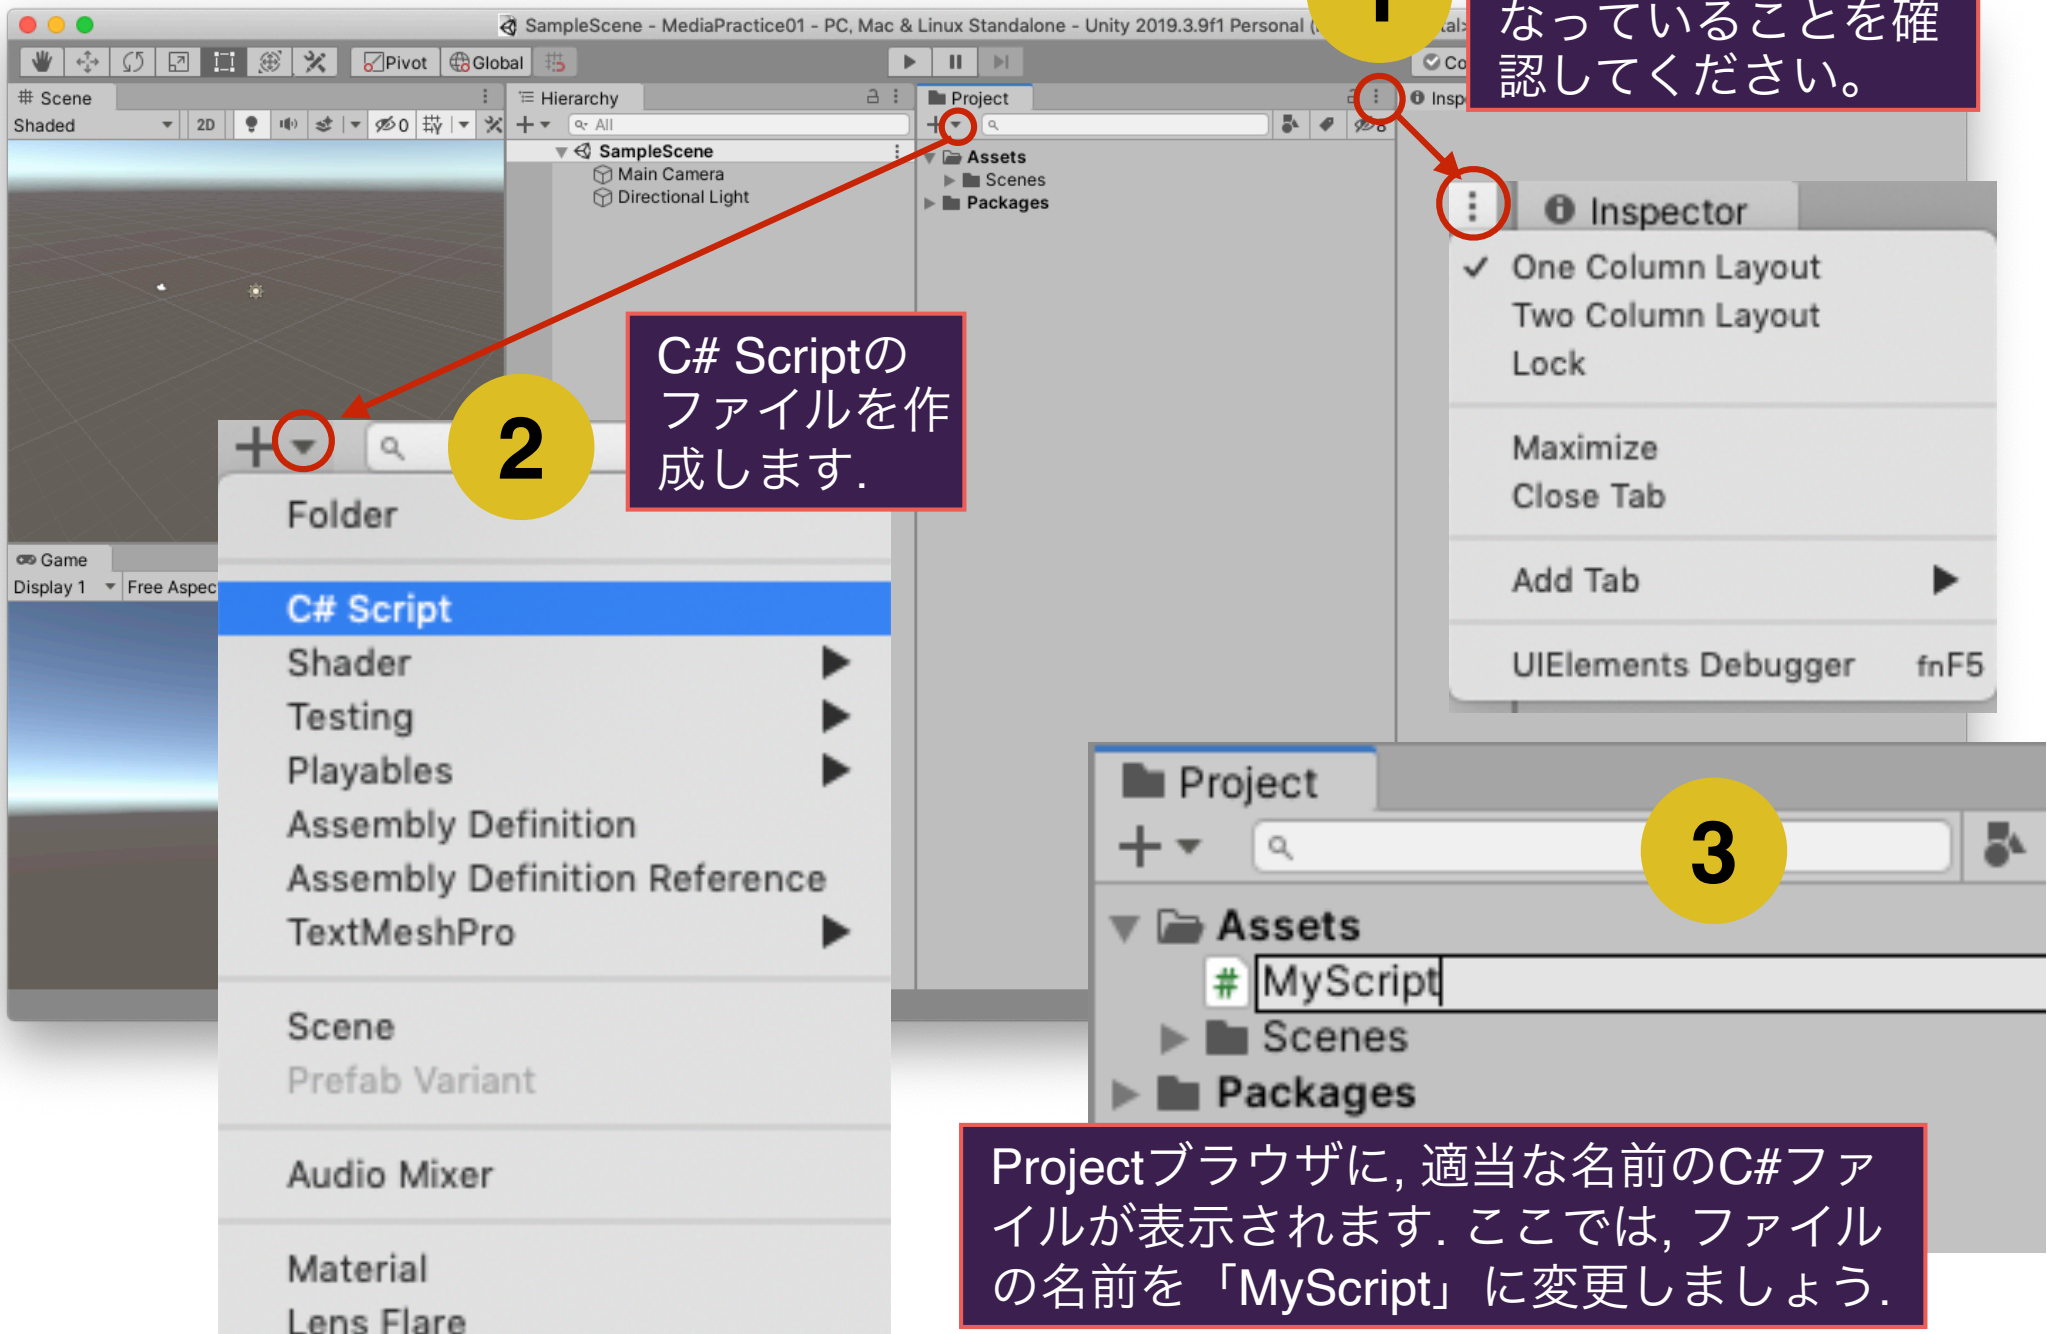 SampleScene - MediaPractice01 - PC, Mac & Linux Standalone - Unity 2019.3.9f1 Personal
なっていることを確
認してください。
Pivot
Global
Co
# Scene
Hierarchy
Project
Insp
Shaded
2D
0
All
8
SampleScene
Main Camera
Directional Light
Assets
Scenes
Packages
Inspector
One Column Layout
Two Column Layout
Lock
Maximize
Close Tab
Add Tab
UIElements Debugger fnF5
C# Scriptの
ファイルを作
成します.
2
Folder
C# Script
Shader
Testing
Playables
Assembly Definition
Assembly Definition Reference
TextMeshPro
Scene
Prefab Variant
Audio Mixer
Material
Lens Flare
Game
Display 1
Free Aspec
Project
3
Assets
# MyScript
Scenes
Packages
Projectブラウザに, 適当な名前のC#ファ
イルが表示されます. ここでは, ファイル
の名前を「MyScript」に変更しましょう.